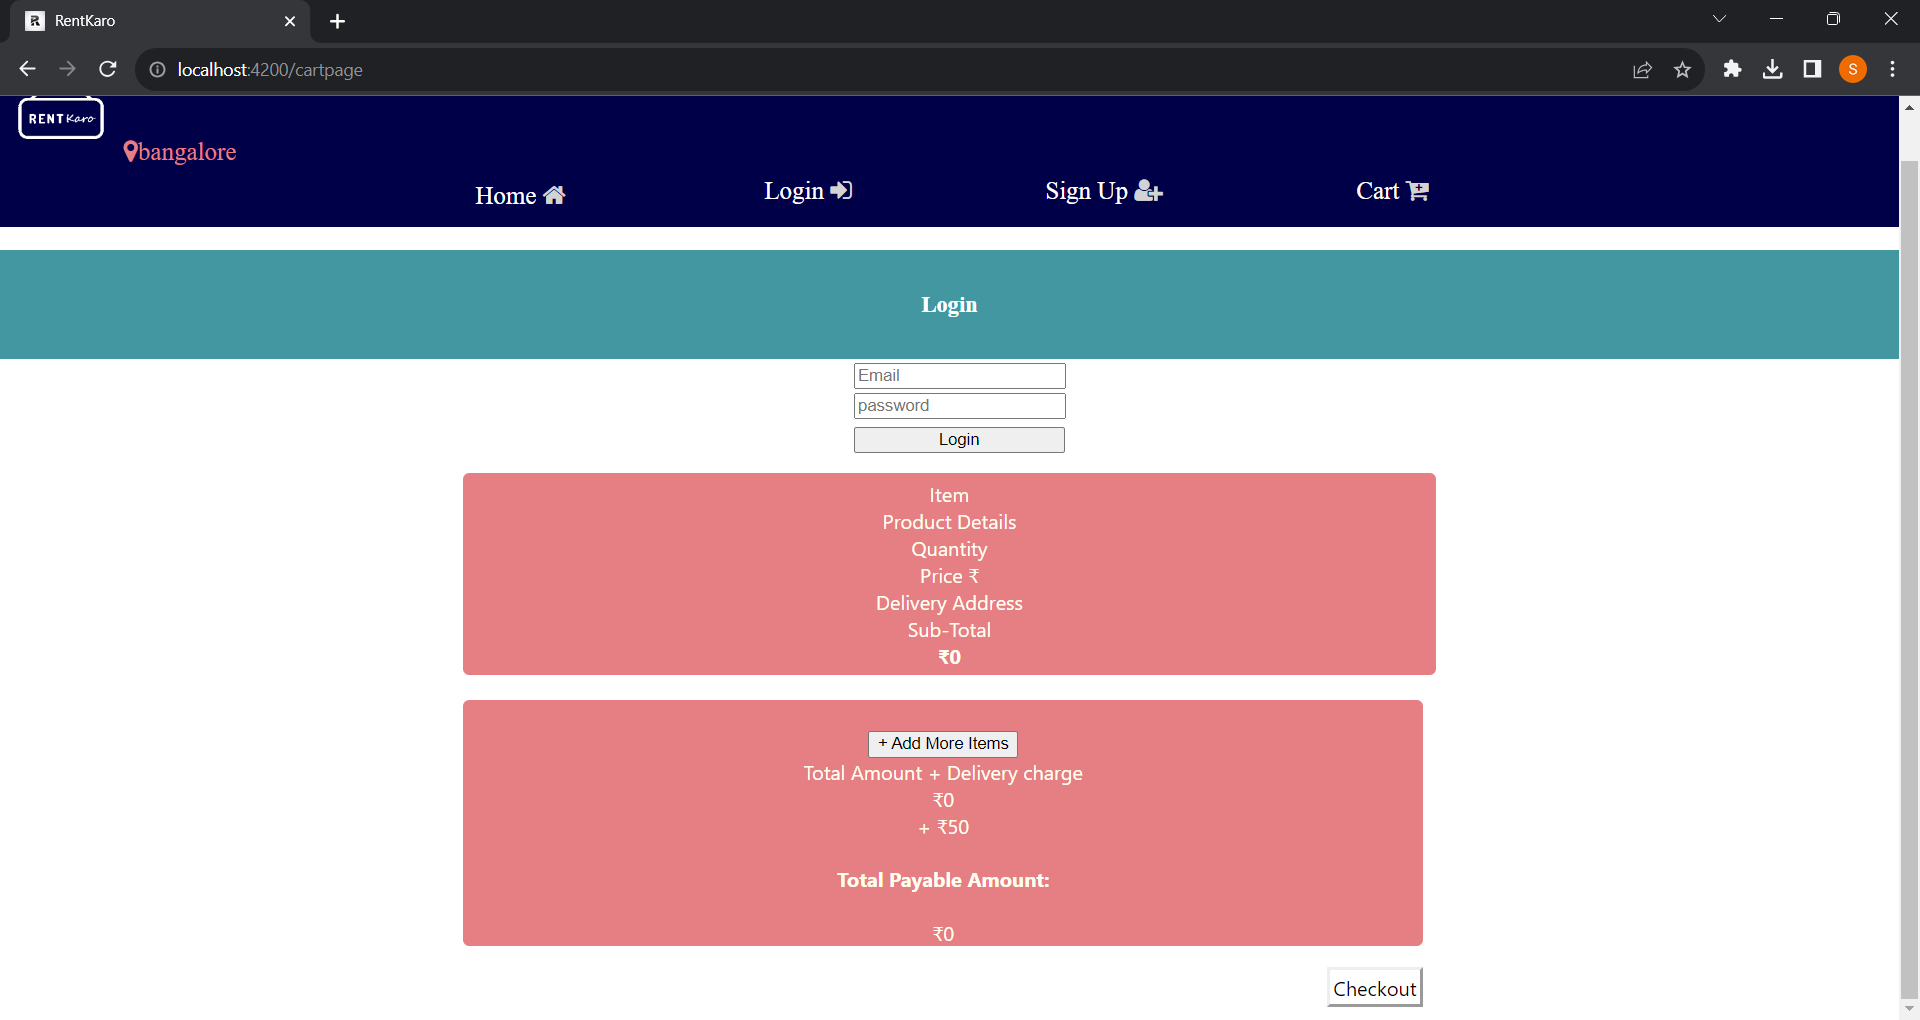 RentKaro
localhost:4200/cartpage
S
RENT Karo
bangalore
Home
Login
Sign Up
Cart
Login
Email
password
Login
Item
Product Details
Quantity
Price ₹
Delivery Address
Sub-Total
₹0
+ Add More Items
Total Amount + Delivery charge
₹0
+ ₹50
Total Payable Amount:
₹0
Checkout